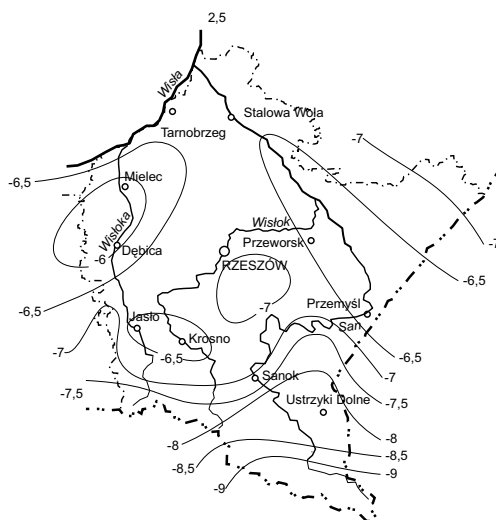 2,5
Wisła
Stalowa Wola
Tarnobrzeg
-7
-6,5
Mielec
Wisłoka
Wisłok
-6
Dębica
Przeworsk
-7
RZESZÓW
-6,5
-7
-6,5
Przemyśl
San
Jasło
-7
-6,5
Krosno
-6,5
Sanok
-7
-7,5
Ustrzyki Dolne
-7,5
-8
-8
-8,5
-8,5
-9
-9